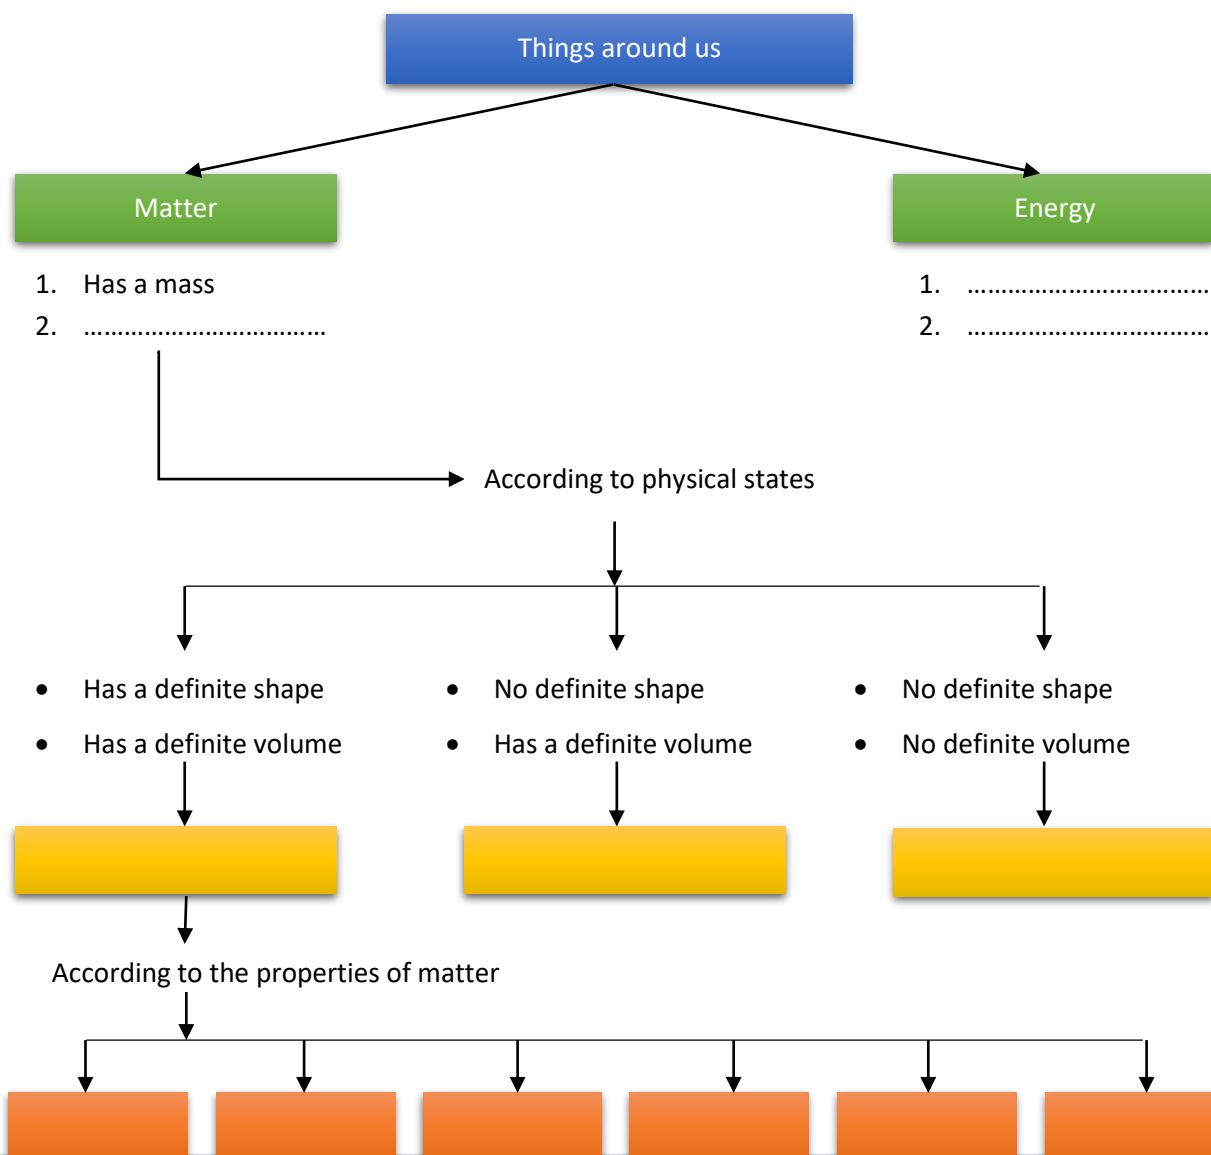 Things around us
Matter
Energy
1. Has a mass
2. ....................................
1. ....................................
2. ....................................
According to physical states
• Has a definite shape
• Has a definite volume
• No definite shape
• Has a definite volume
• No definite shape
• No definite volume
According to the properties of matter